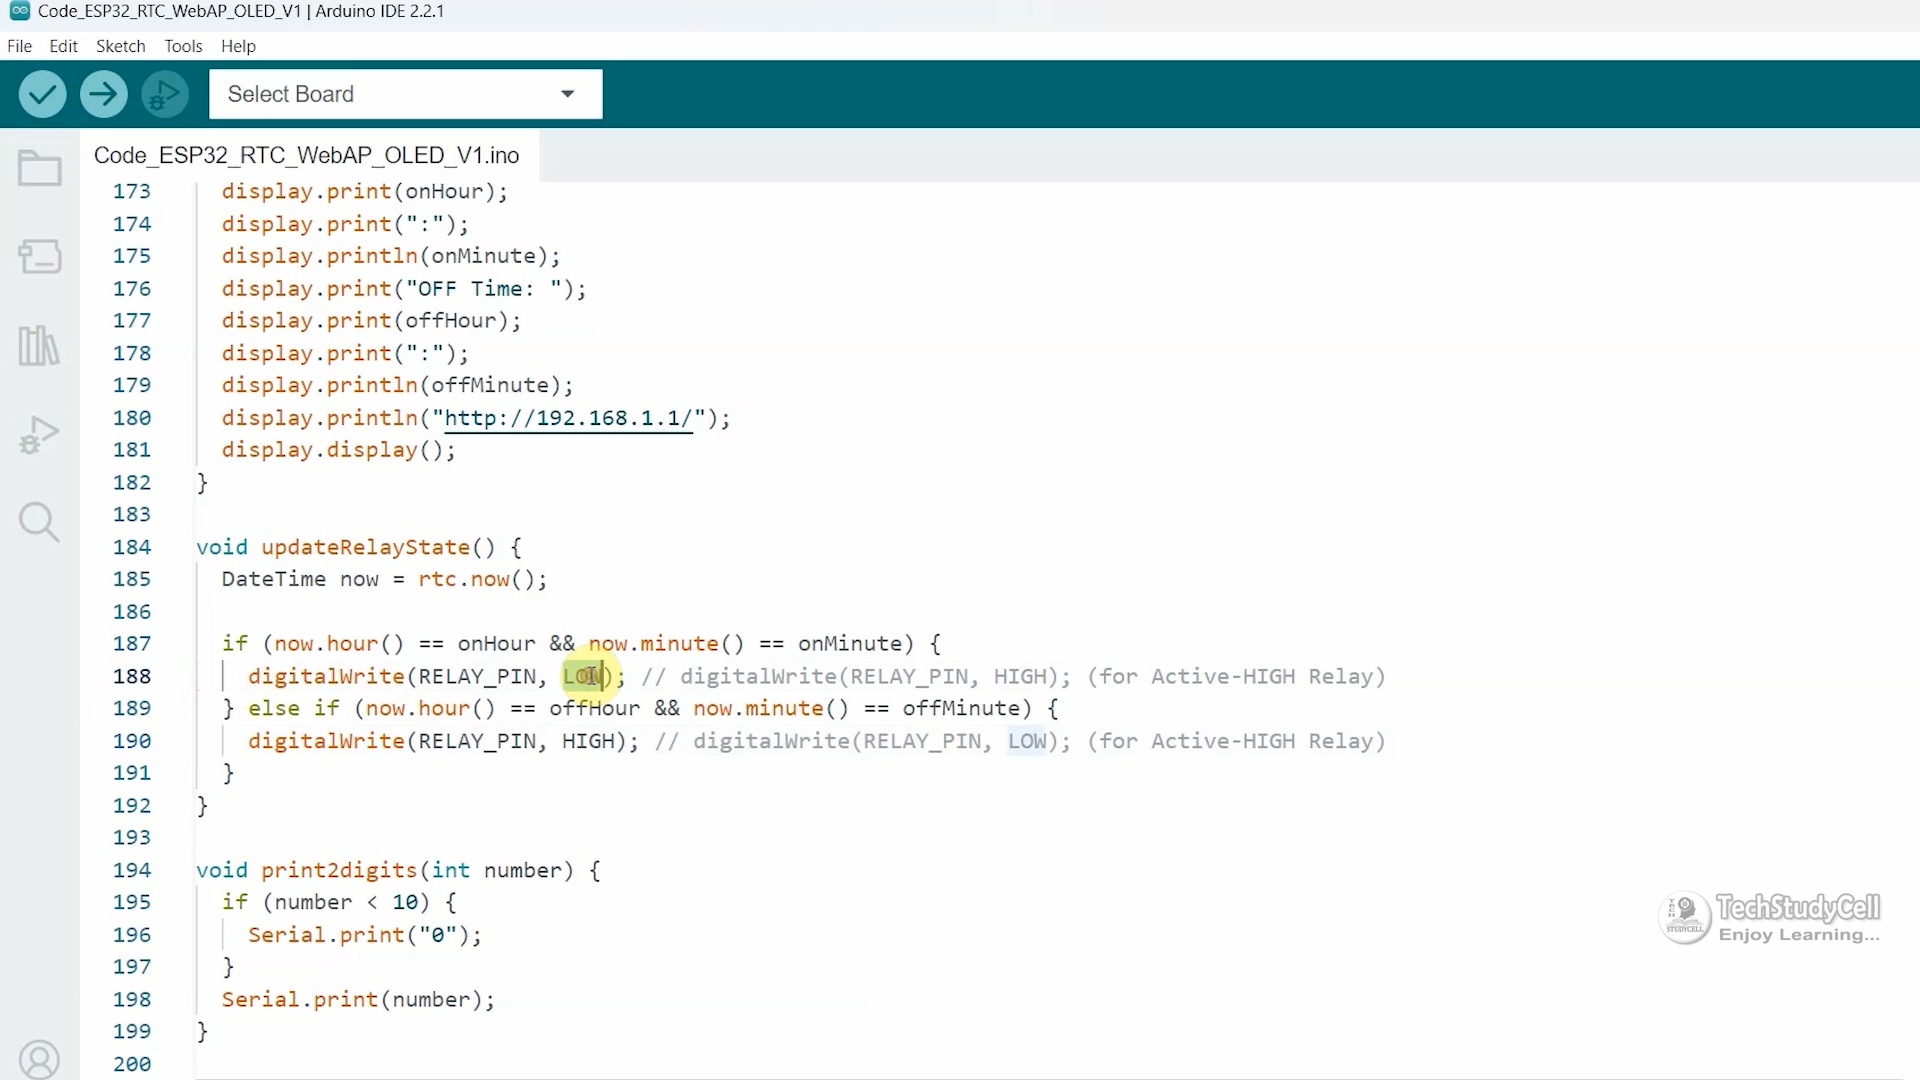 Code_ESP32_RTC_WebAP_OLED_V1 | Arduino IDE 2.2.1
File Edit Sketch Tools Help
Select Board
Code_ESP32_RTC_WebAP_OLED_V1.ino
173 display.print(onHour);
174 display.print(":");
175 display.println(onMinute);
176 display.print("OFF Time: ");
177 display.print(offHour);
178 display.print(":");
179 display.println(offMinute);
180 display.println("http://192.168.1.1/");
181 display.display();
182 }
183
184 void updateRelayState() {
185 DateTime now = rtc.now();
186
187 if (now.hour() == onHour && now.minute() == onMinute) {
188 digitalWrite(RELAY_PIN, LOW); // digitalWrite(RELAY_PIN, HIGH); (for Active-HIGH Relay)
189 } else if (now.hour() == offHour && now.minute() == offMinute) {
190 digitalWrite(RELAY_PIN, HIGH); // digitalWrite(RELAY_PIN, LOW); (for Active-HIGH Relay)
191 }
192 }
193
194 void print2digits(int number) {
195 if (number < 10) {
196 Serial.print("0");
197 }
198 Serial.print(number);
199 }
200
TECH STUDYCELL
TechStudyCell
Enjoy Learning...